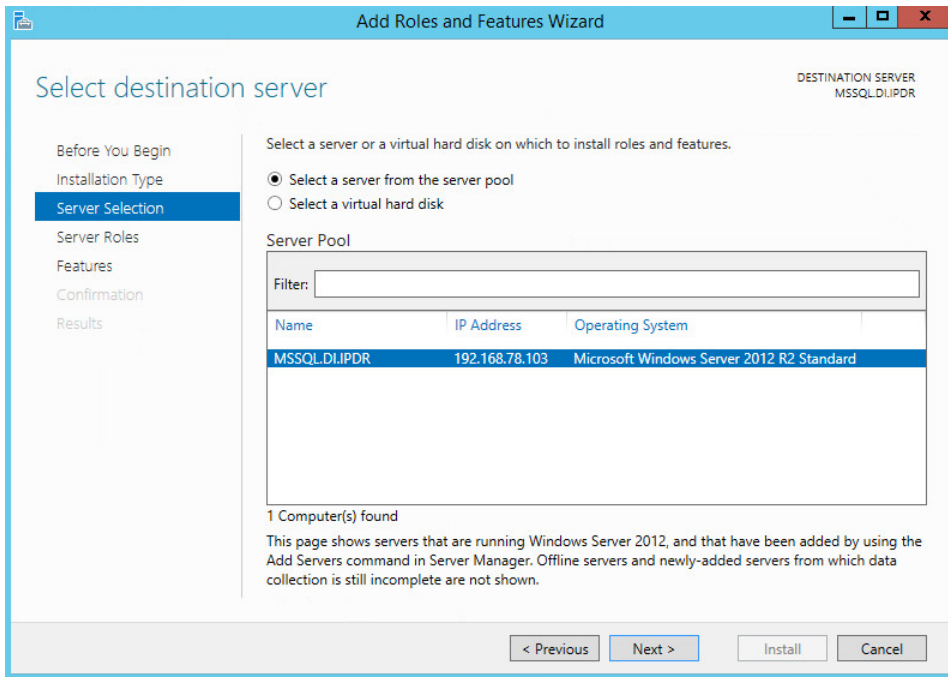 Add Roles and Features Wizard
Select destination server
DESTINATION SERVER
MSSQL.DI.IPDR
Before You Begin
Installation Type
Server Selection
Server Roles
Features
Confirmation
Results
Select a server or a virtual hard disk on which to install roles and features.
Select a server from the server pool
Select a virtual hard disk
Server Pool
Filter:
Name IP Address Operating System
MSSQL.DI.IPDR 192.168.78.103 Microsoft Windows Server 2012 R2 Standard
1 Computer(s) found
This page shows servers that are running Windows Server 2012, and that have been added by using the
Add Servers command in Server Manager. Offline servers and newly-added servers from which data
collection is still incomplete are not shown.
< Previous Next > Install Cancel